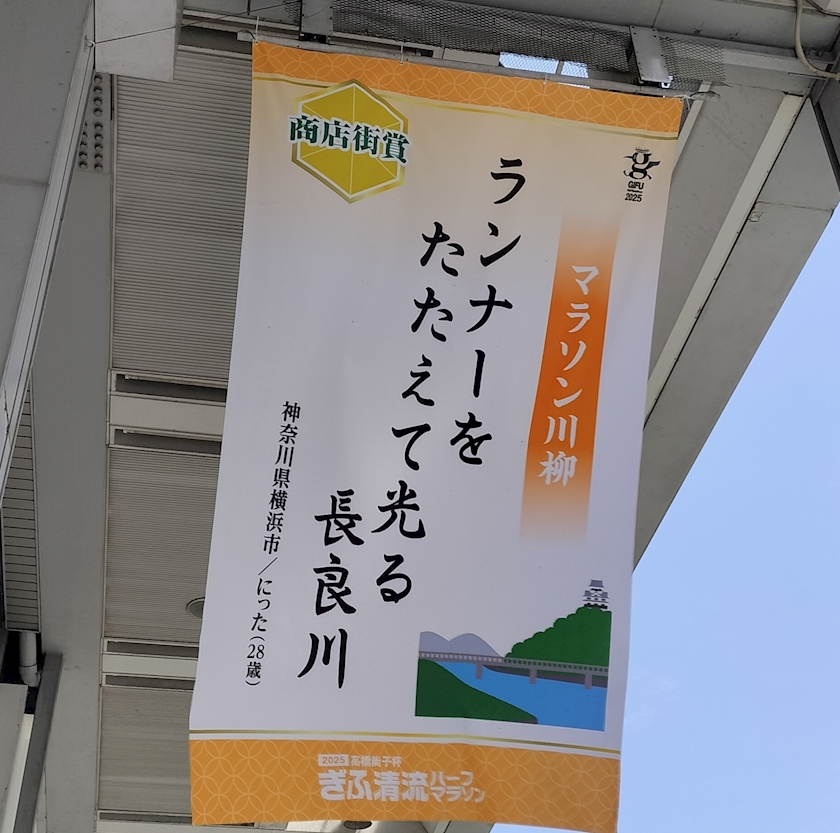 商店街賞
GIFU
2025
マラソン川柳
ランナーを
たたえて光る
長良川
神奈川県横浜市／にった(28歳)
2025 高橋尚子杯
ぎふ清流ハーフマラソン